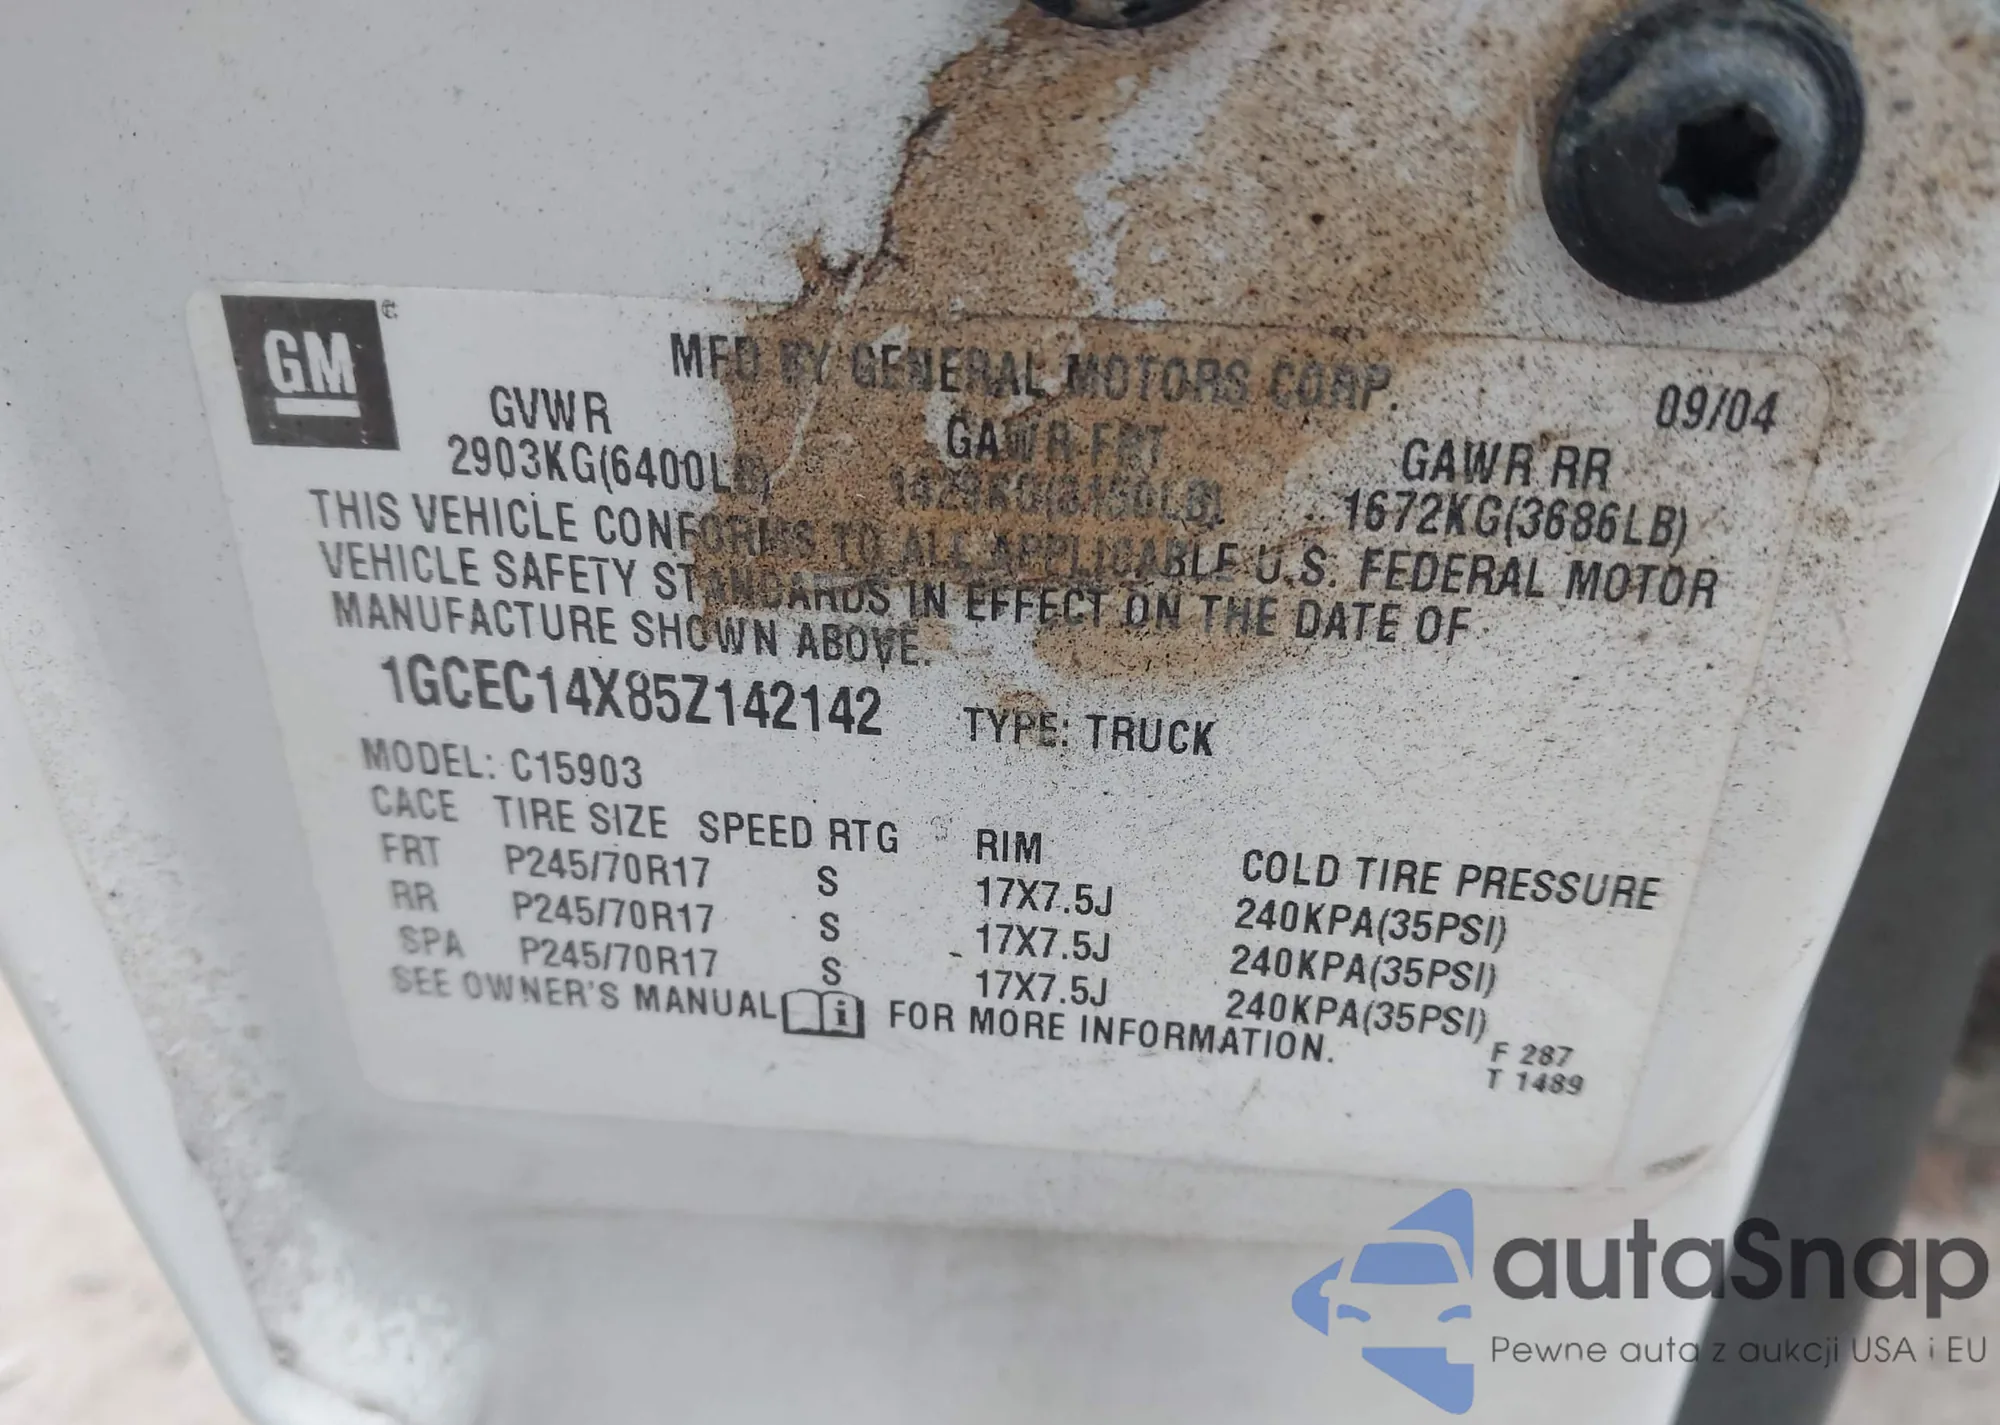 GM
MFD BY GENERAL MOTORS CORP.
09/04
GVWR GAWR FRT GAWR RR
2903KG(6400LB) 1429KG(3150LB) 1672KG(3686LB)
THIS VEHICLE CONFORMS TO ALL APPLICABLE U.S. FEDERAL MOTOR
VEHICLE SAFETY STANDARDS IN EFFECT ON THE DATE OF
MANUFACTURE SHOWN ABOVE.
1GCEC14X85Z142142 TYPE: TRUCK
MODEL: C15903
CACE TIRE SIZE SPEED RTG RIM COLD TIRE PRESSURE
FRT P245/70R17 S 17X7.5J 240KPA(35PSI)
RR P245/70R17 S 17X7.5J 240KPA(35PSI)
SPA P245/70R17 S 17X7.5J 240KPA(35PSI)
SEE OWNER'S MANUAL i FOR MORE INFORMATION.
F 287
T 1489
autaSnap
Pewne auta z aukcji USA i EU